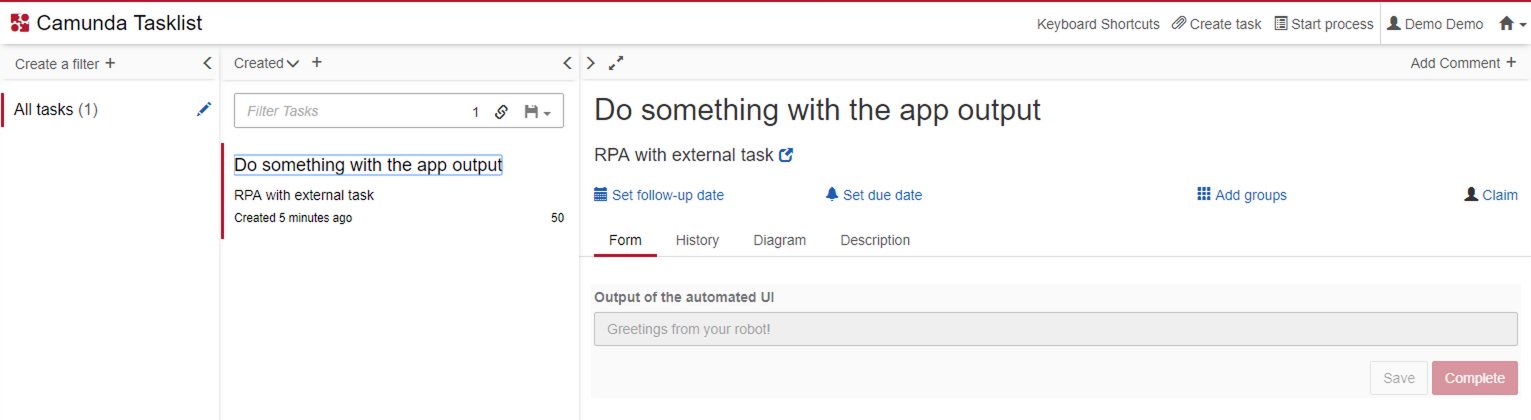 Camunda Tasklist
Keyboard Shortcuts Create task Start process Demo Demo
Create a filter +
All tasks (1)
Created +
Filter Tasks 1
Do something with the app output
RPA with external task
Created 5 minutes ago 50
Add Comment +
Do something with the app output
RPA with external task
Set follow-up date Set due date Add groups Claim
Form History Diagram Description
Output of the automated UI
Greetings from your robot!
Save Complete